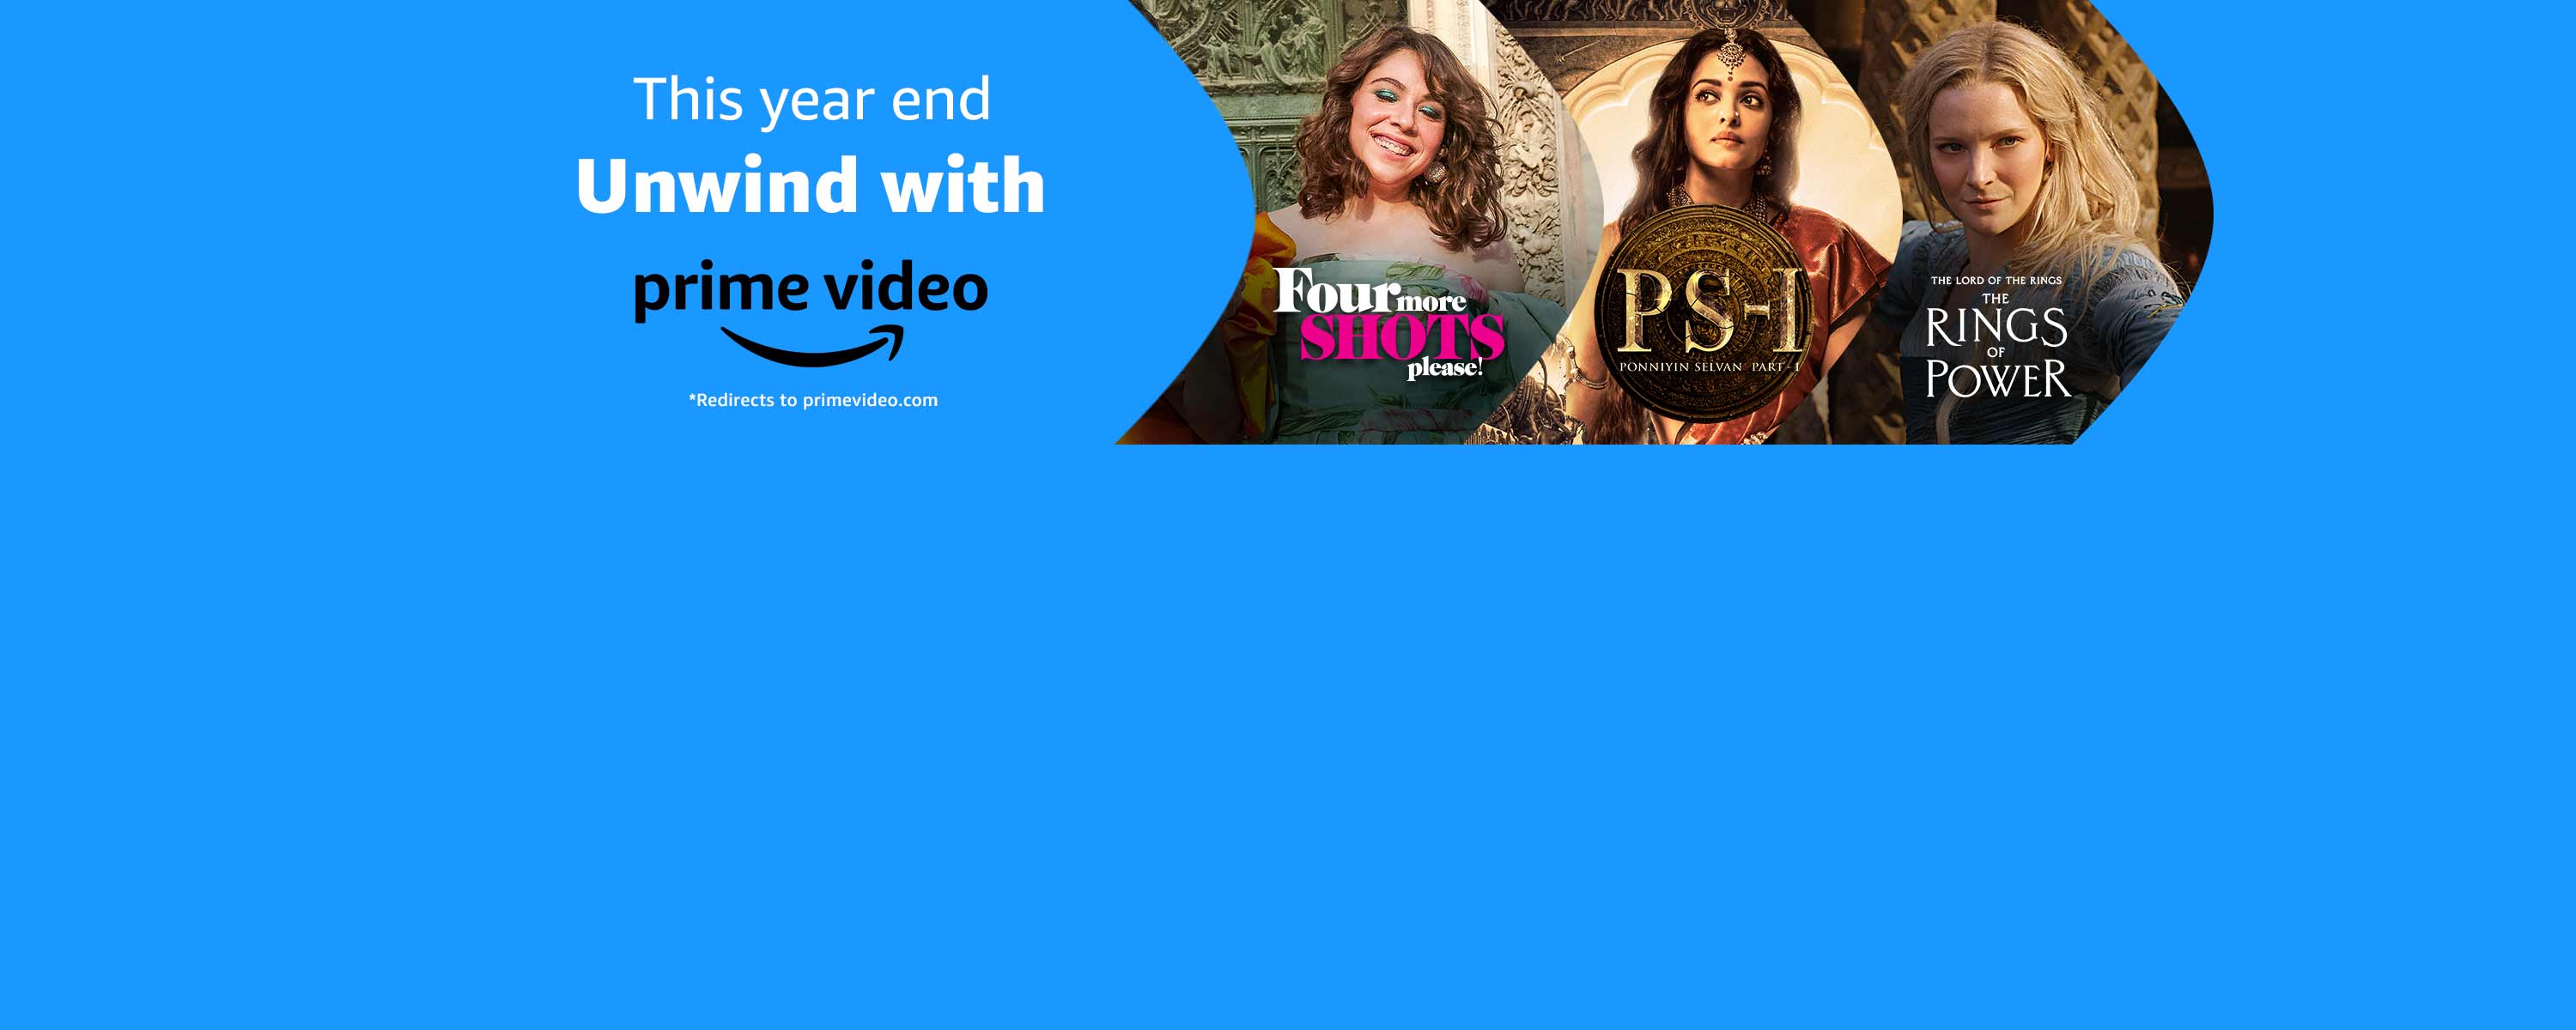 This year end
Unwind with
prime video
*Redirects to primevideo.com
Four more
SHOTS
please!
PS-I
PONNIYIN SELVAN PART-I
THE LORD OF THE RINGS
THE
RINGS
OF
POWER